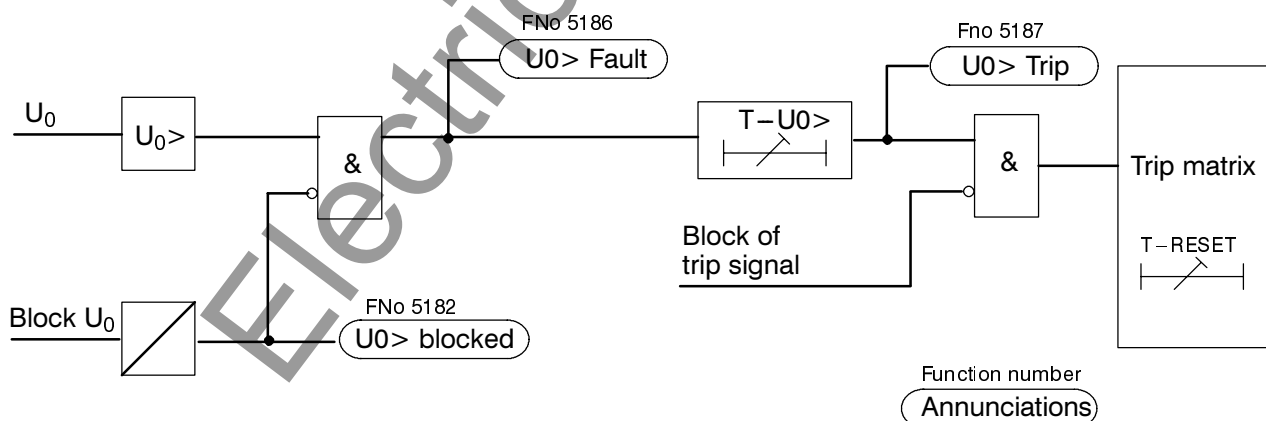 FNo 5186
U0> Fault
Fno 5187
U0> Trip
U₀
U₀>
&
T–U0>
&
Trip matrix
T–RESET
Block of
trip signal
Block U₀
FNo 5182
U0> blocked
Function number
Annunciations
Electri